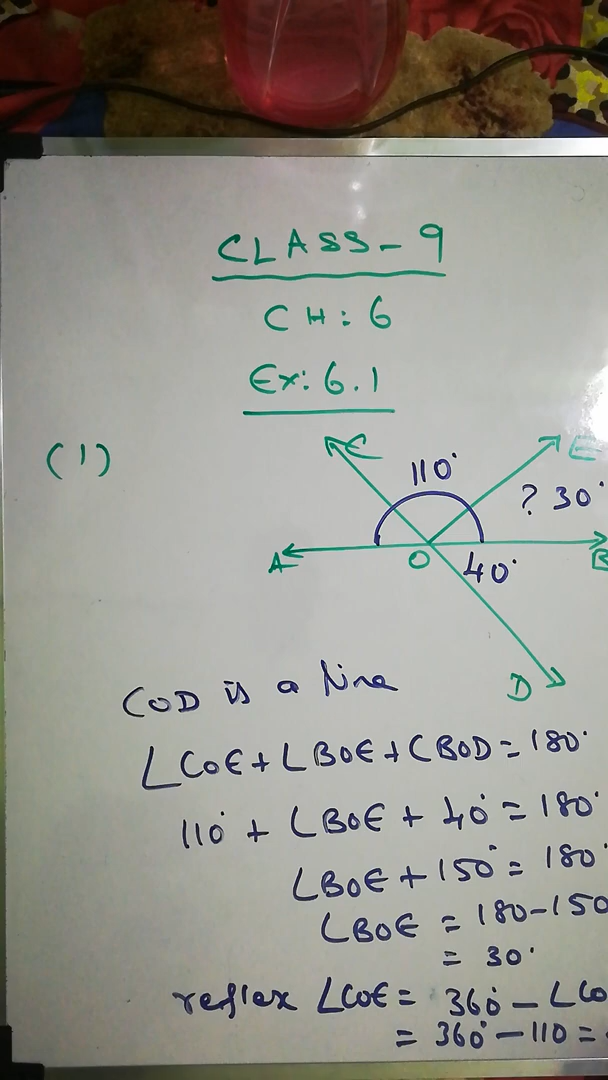 CLASS - 9
CH: 6
Ex: 6.1
(1)
C
110°
E
? 30°
A
O
40°
B
D
COD is a line
∠COE + ∠BOE + ∠BOD = 180°
110° + ∠BOE + 40° = 180°
∠BOE + 150° = 180°
∠BOE = 180 - 150
= 30°
reflex ∠COE = 360° - ∠CO
= 360° - 110 =